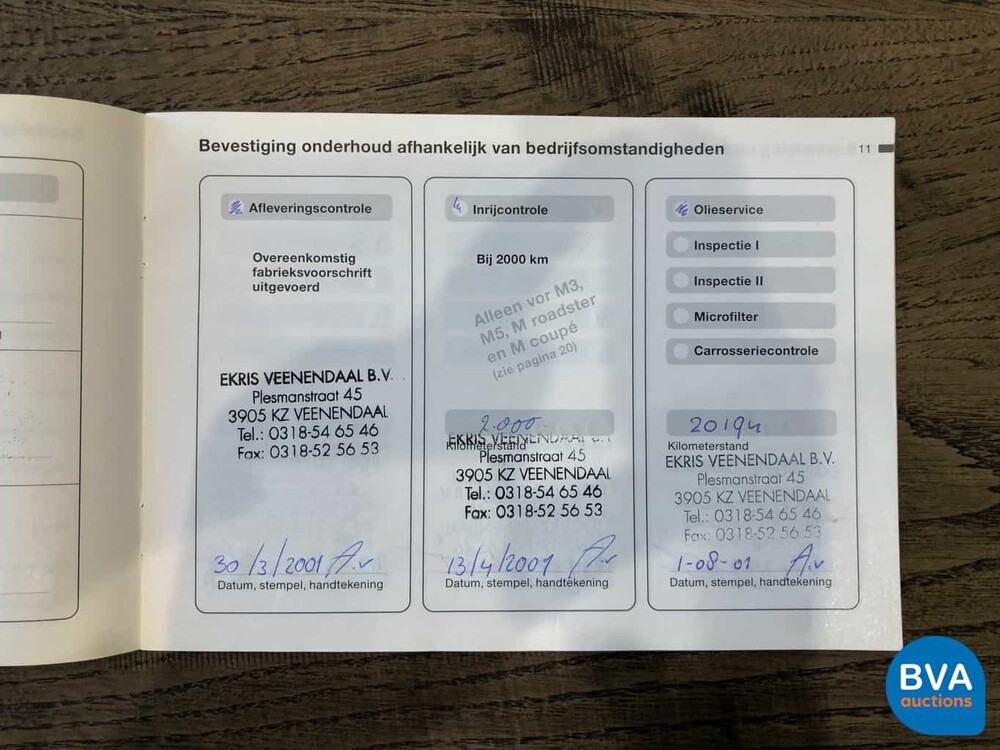 Bevestiging onderhoud afhankelijk van bedrijfsomstandigheden
11
Afleveringscontrole
Overeenkomstig
fabrieksvoorschrift
uitgevoerd
EKRIS VEENENDAAL B.V.
Plesmanstraat 45
3905 KZ VEENENDAAL
Tel.: 0318-54 65 46
Fax: 0318-52 56 53
30/3/2001 A.v
Datum, stempel, handtekening
Inrijcontrole
Bij 2000 km
Alleen vor M3,
M5, M roadster
en M coupé
(zie pagina 20)
2.000
Kilometerstand
EKRIS VEENENDAAL B.V.
Plesmanstraat 45
3905 KZ VEENENDAAL
Tel.: 0318-54 65 46
Fax: 0318-52 56 53
13/4/2001 A.v
Datum, stempel, handtekening
Olieservice
Inspectie I
Inspectie II
Microfilter
Carrosseriecontrole
20194
Kilometerstand
EKRIS VEENENDAAL B.V.
Plesmanstraat 45
3905 KZ VEENENDAAL
Tel.: 0318-54 65 46
Fax: 0318-52 56 53
1-08-01 A.v
Datum, stempel, handtekening
BVA
auctions